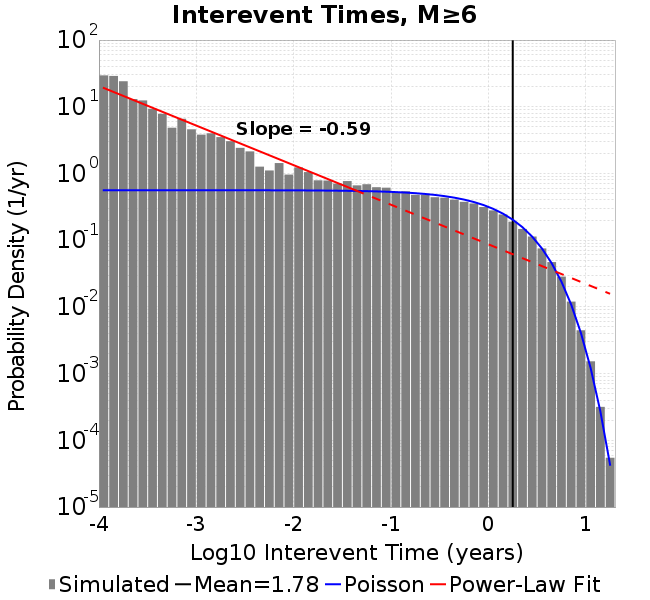 Interevent Times, M≥6
10^2
10^1
10^0
10^-1
10^-2
10^-3
10^-4
10^-5
Probability Density (1/yr)
Slope = -0.59
-4 -3 -2 -1 0 1
Log10 Interevent Time (years)
Simulated Mean=1.78 Poisson Power-Law Fit